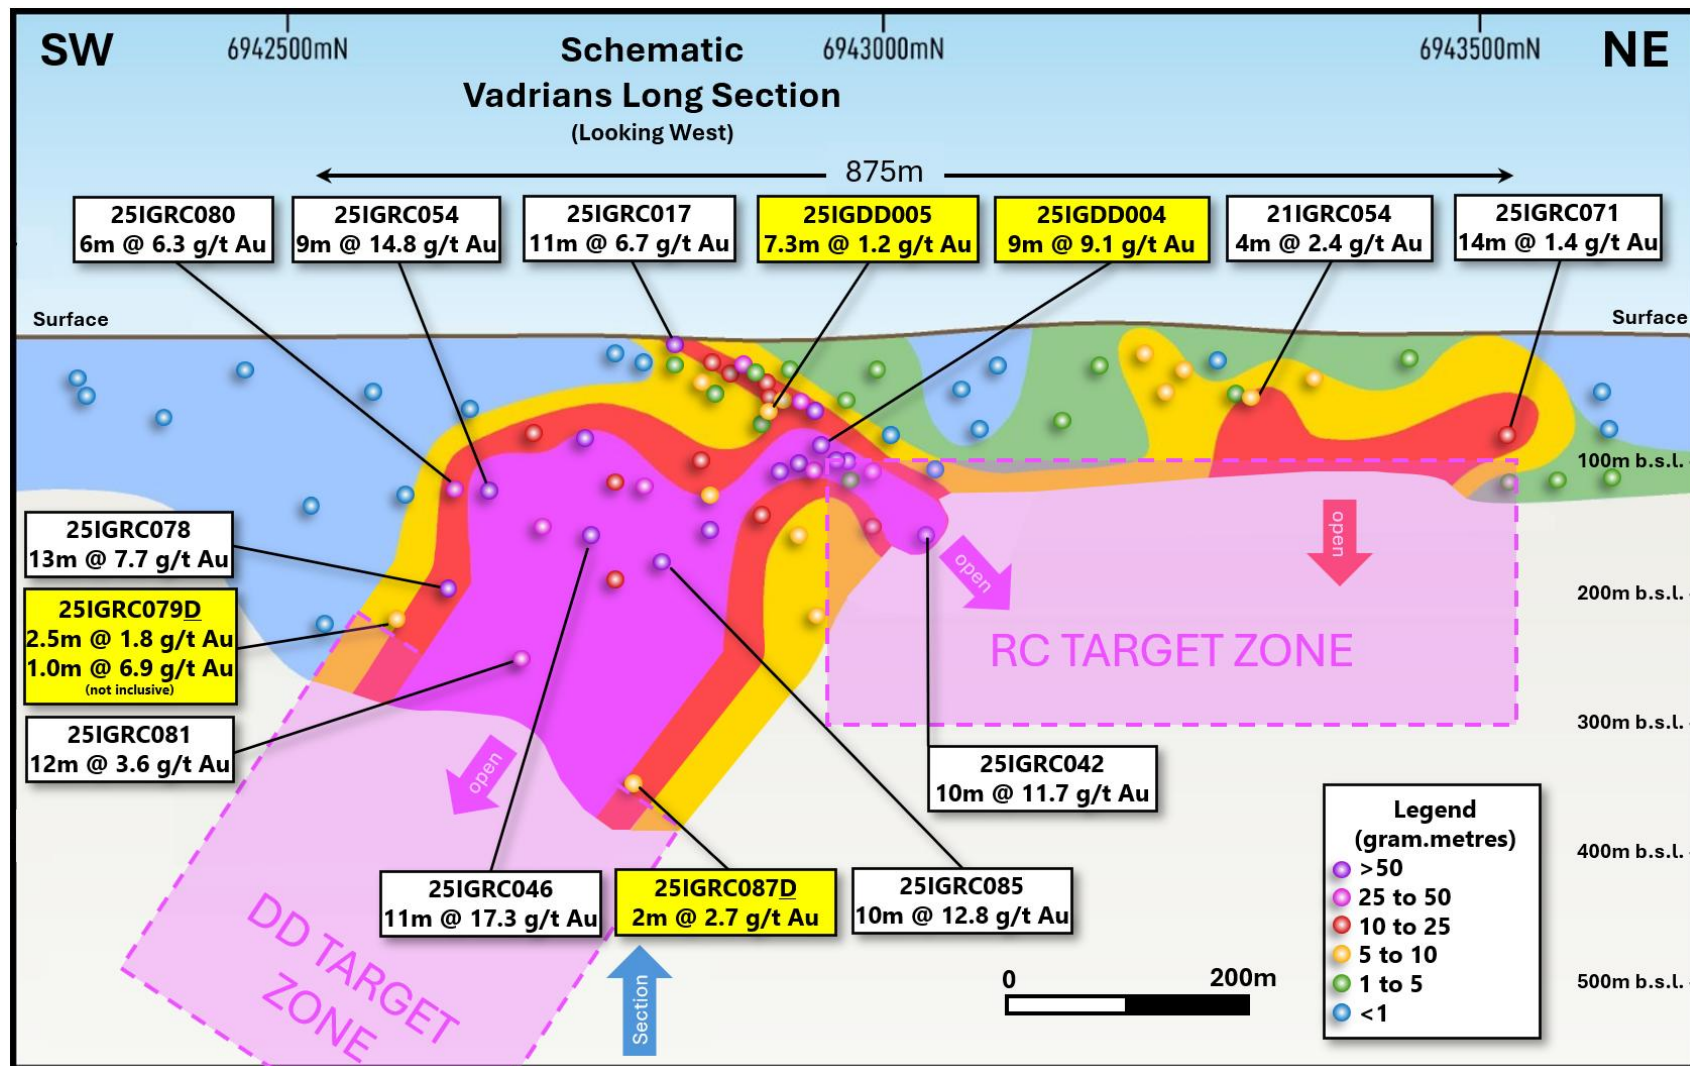 SW
6942500mN
Schematic
6943000mN
6943500mN
NE
Vadrians Long Section
(Looking West)
875m
25IGRC080
6m @ 6.3 g/t Au
25IGRC054
9m @ 14.8 g/t Au
25IGRC017
11m @ 6.7 g/t Au
25IGDD005
7.3m @ 1.2 g/t Au
25IGDD004
9m @ 9.1 g/t Au
21IGRC054
4m @ 2.4 g/t Au
25IGRC071
14m @ 1.4 g/t Au
Surface
Surface
100m b.s.l.
25IGRC078
13m @ 7.7 g/t Au
open
open
200m b.s.l.
25IGRC079D
2.5m @ 1.8 g/t Au
1.0m @ 6.9 g/t Au
(not inclusive)
RC TARGET ZONE
25IGRC081
12m @ 3.6 g/t Au
300m b.s.l.
open
25IGRC042
10m @ 11.7 g/t Au
400m b.s.l.
25IGRC046
11m @ 17.3 g/t Au
25IGRC087D
2m @ 2.7 g/t Au
25IGRC085
10m @ 12.8 g/t Au
DD TARGET
ZONE
Section
0
200m
500m b.s.l.
Legend
(gram.metres)
>50
25 to 50
10 to 25
5 to 10
1 to 5
<1